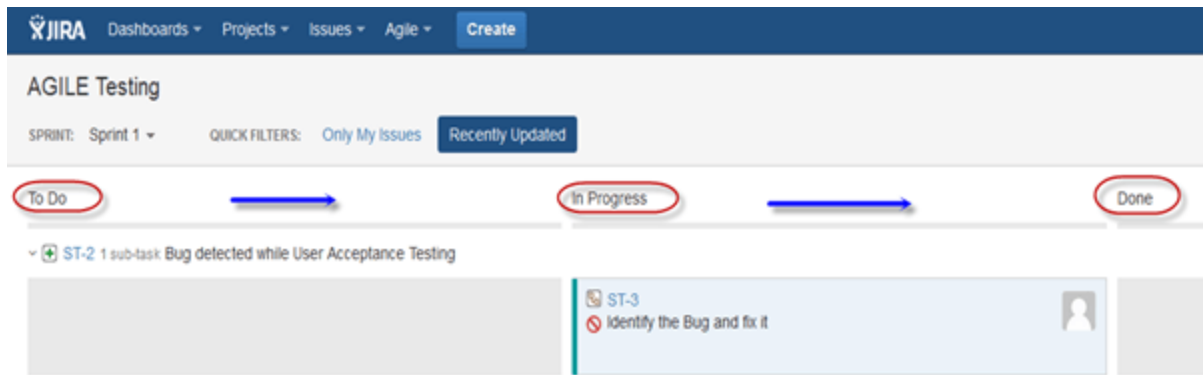 JIRA Dashboards Projects Issues Agile Create
AGILE Testing
SPRINT: Sprint 1 QUICK FILTERS: Only My Issues Recently Updated
To Do In Progress Done
ST-2 1 sub-task Bug detected while User Acceptance Testing
ST-3
Identify the Bug and fix it